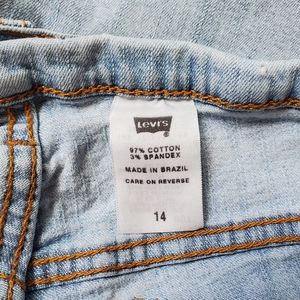 Levi's
97% COTTON
3% SPANDEX
MADE IN BRAZIL
CARE ON REVERSE
14